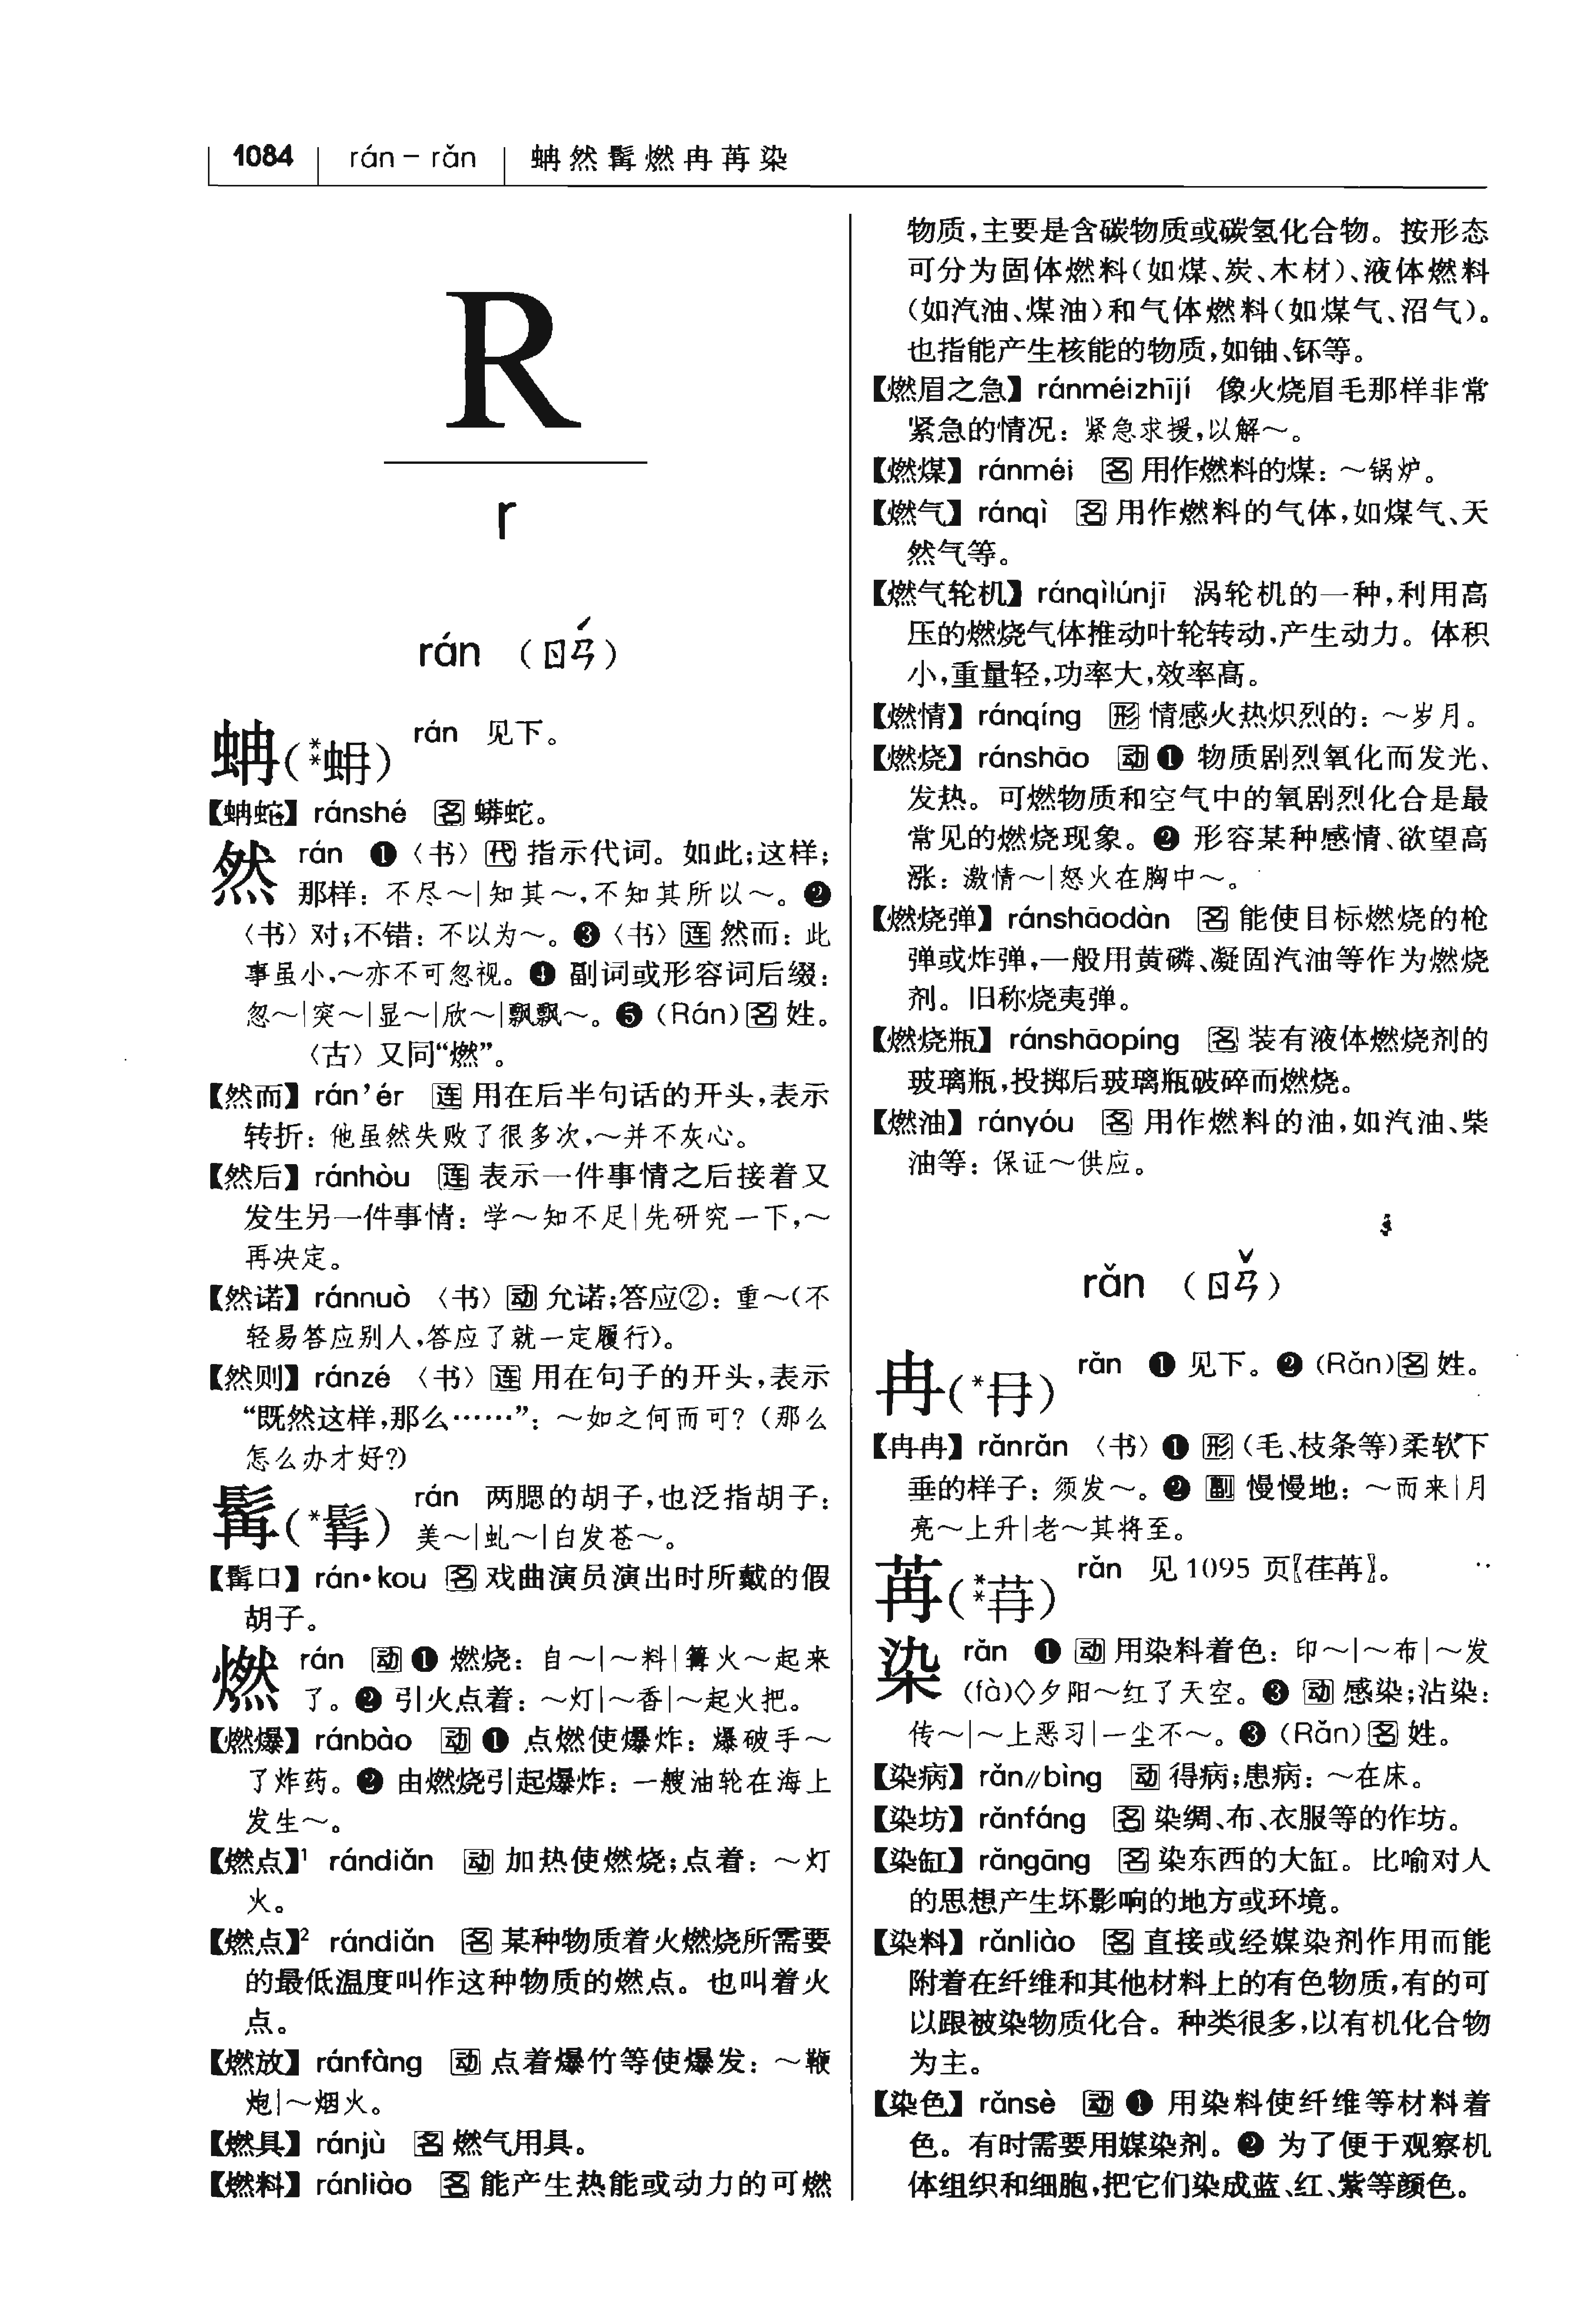 1084 rán－rǎn 蚺然髯燃冉苒染
R
r
rán （ㄖㄢˊ）
蚺(**蚦) rán 见下。
【蚺蛇】 ránshé 名 蟒蛇。
然 rán ❶〈书〉代 指示代词。如此；这样；
那样：不尽～|知其～，不知其所以～。❷
〈书〉对；不错：不以为～。❸〈书〉连 然而：此
事虽小，～亦不可忽视。❹ 副词或形容词后缀：
忽～|突～|显～|欣～|飘飘～。❺（Rán）名 姓。
〈古〉又同“燃”。
【然而】 rán’ér 连 用在后半句话的开头，表示
转折：他虽然失败了很多次，～并不灰心。
【然后】 ránhòu 连 表示一件事情之后接着又
发生另一件事情：学～知不足|先研究一下，～
再决定。
【然诺】 ránnuò 〈书〉动 允诺；答应②：重～（不
轻易答应别人，答应了就一定履行）。
【然则】 ránzé 〈书〉连 用在句子的开头，表示
“既然这样，那么……”：～如之何而可？（那么
怎么办才好？）
髯(*髥) rán 两腮的胡子，也泛指胡子：
美～|虬～|白发苍～。
【髯口】 rán•kou 名 戏曲演员演出时所戴的假
胡子。
燃 rán 动 ❶ 燃烧：自～|～料|篝火～起来
了。❷ 引火点着：～灯|～香|～起火把。
【燃爆】 ránbào 动 ❶ 点燃使爆炸：爆破手～
了炸药。❷ 由燃烧引起爆炸：一艘油轮在海上
发生～。
【燃点】¹ rándiǎn 动 加热使燃烧；点着：～灯
火。
【燃点】² rándiǎn 名 某种物质着火燃烧所需要
的最低温度叫作这种物质的燃点。也叫着火
点。
【燃放】 ránfàng 动 点着爆竹等使爆发：～鞭
炮|～烟火。
【燃具】 ránjù 名 燃气用具。
【燃料】 ránliào 名 能产生热能或动力的可燃
物质，主要是含碳物质或碳氢化合物。按形态
可分为固体燃料（如煤、炭、木材）、液体燃料
（如汽油、煤油）和气体燃料（如煤气、沼气）。
也指能产生核能的物质，如铀、钚等。
【燃眉之急】 ránméizhījí 像火烧眉毛那样非常
紧急的情况：紧急求援，以解～。
【燃煤】 ránméi 名 用作燃料的煤：～锅炉。
【燃气】 ránqì 名 用作燃料的气体，如煤气、天
然气等。
【燃气轮机】 ránqìlúnjī 涡轮机的一种，利用高
压的燃烧气体推动叶轮转动，产生动力。体积
小，重量轻，功率大，效率高。
【燃情】 ránqíng 形 情感火热炽烈的：～岁月。
【燃烧】 ránshāo 动 ❶ 物质剧烈氧化而发光、
发热。可燃物质和空气中的氧剧烈化合是最
常见的燃烧现象。❷ 形容某种感情、欲望高
涨：激情～|怒火在胸中～。
【燃烧弹】 ránshāodàn 名 能使目标燃烧的枪
弹或炸弹，一般用黄磷、凝固汽油等作为燃烧
剂。旧称烧夷弹。
【燃烧瓶】 ránshāopíng 名 装有液体燃烧剂的
玻璃瓶，投掷后玻璃瓶破碎而燃烧。
【燃油】 rányóu 名 用作燃料的油，如汽油、柴
油等：保证～供应。
rǎn （ㄖㄢˇ）
冉(*冄) rǎn ❶ 见下。❷（Rǎn）名 姓。
【冉冉】 rǎnrǎn 〈书〉❶ 形（毛、枝条等）柔软下
垂的样子：须发～。❷ 副 慢慢地：～而来|月
亮～上升|老～其将至。
苒(**苒) rǎn 见 1095 页〖荏苒〗。
染 rǎn ❶ 动 用染料着色：印～|～布|～发
(fà)◇夕阳～红了天空。❸ 动 感染；沾染：
传～|～上恶习|一尘不～。❸（Rǎn）名 姓。
【染病】 rǎn∥bìng 动 得病；患病：～在床。
【染坊】 rǎnfáng 名 染绸、布、衣服等的作坊。
【染缸】 rǎngāng 名 染东西的大缸。比喻对人
的思想产生坏影响的地方或环境。
【染料】 rǎnliào 名 直接或经媒染剂作用而能
附着在纤维和其他材料上的有色物质，有的可
以跟被染物质化合。种类很多，以有机化合物
为主。
【染色】 rǎnsè 动 ❶ 用染料使纤维等材料着
色。有时需要用媒染剂。❷ 为了便于观察机
体组织和细胞，把它们染成蓝、红、紫等颜色。